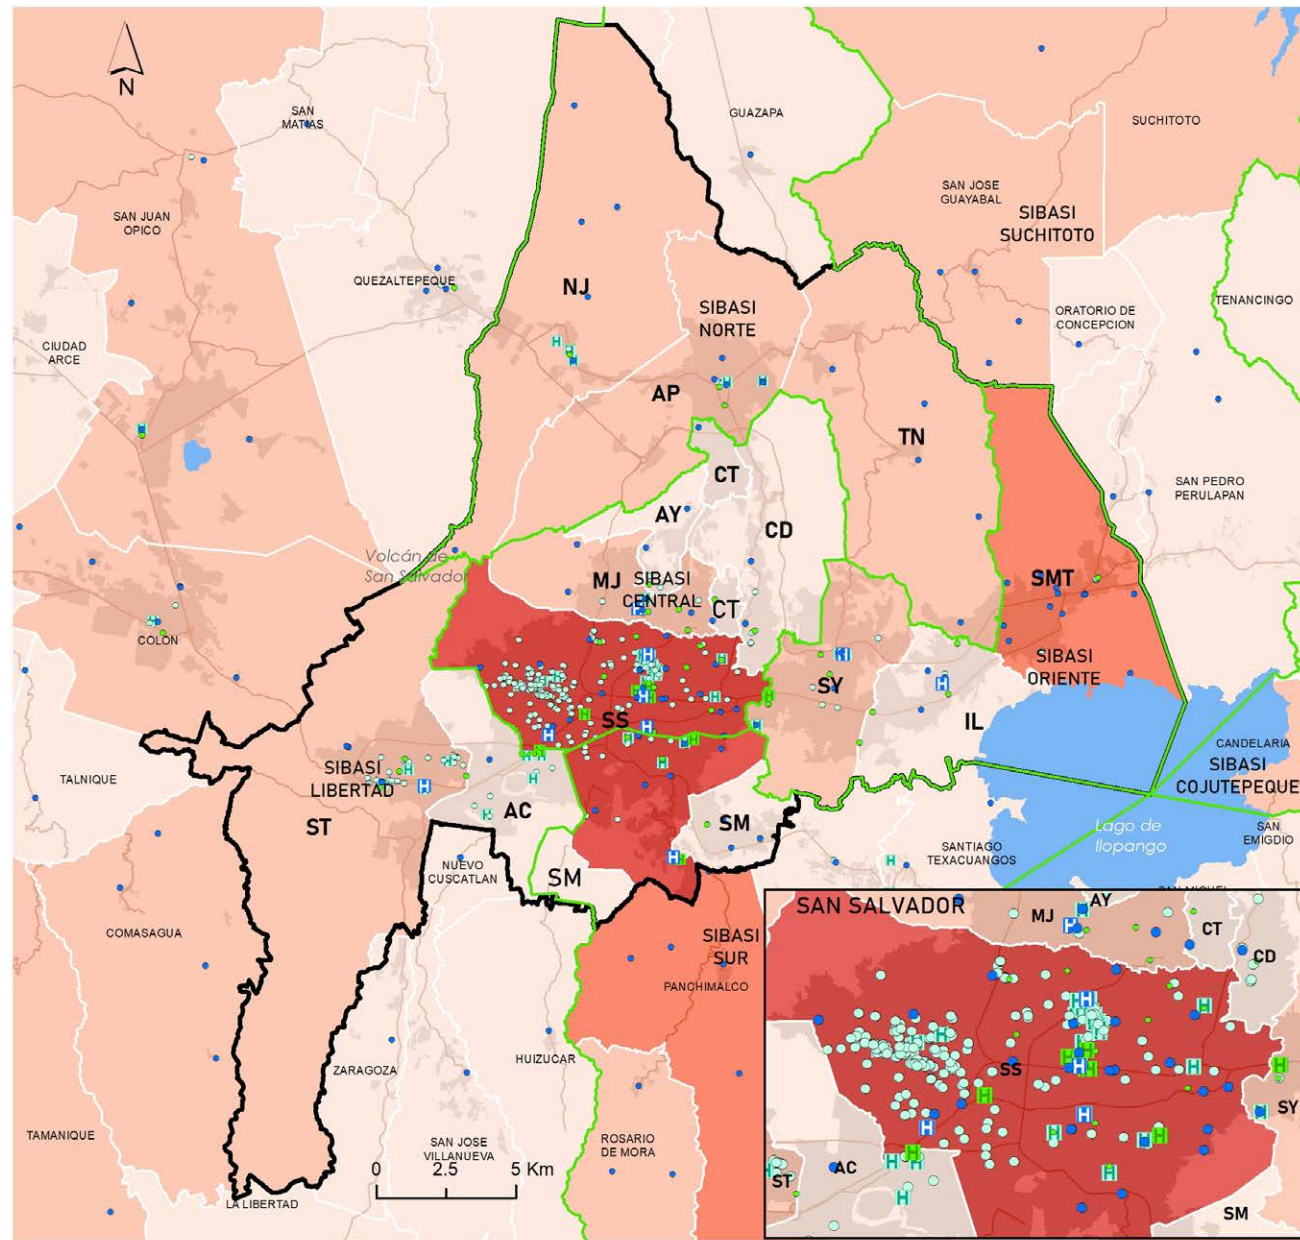 N
SAN
MATIAS
GUAZAPA
SUCHITOTO
SAN JUAN
OPICO
SAN JOSE
GUAYABAL
SIBASI
SUCHITOTO
QUEZALTEPEQUE
NJ
SIBASI
NORTE
ORATORIO DE
CONCEPCION
TENANCINGO
CIUDAD
ARCE
AP
TN
CT
SAN PEDRO
PERULAPAN
AY
CD
Volcán de
San Salvador
MJ
SIBASI
CENTRAL
CT
SMT
COLON
SIBASI
ORIENTE
SY
SS
IL
TALNIQUE
SIBASI
LIBERTAD
CANDELARIA
SIBASI
COJUTEPEQUE
ST
AC
SM
Lago de
Ilopango
SAN
EMIGDIO
NUEVO
CUSCATLAN
SM
SANTIAGO
TEXACUANGOS
COMASAGUA
SIBASI
SUR
PANCHIMALCO
HUIZUCAR
ZARAGOZA
TAMANIQUE
SAN JOSE
VILLANUEVA
ROSARIO
DE MORA
0 2.5 5 Km
LA LIBERTAD
SAN SALVADOR
MJ
AY
CT
CD
SS
SY
AC
ST
SM